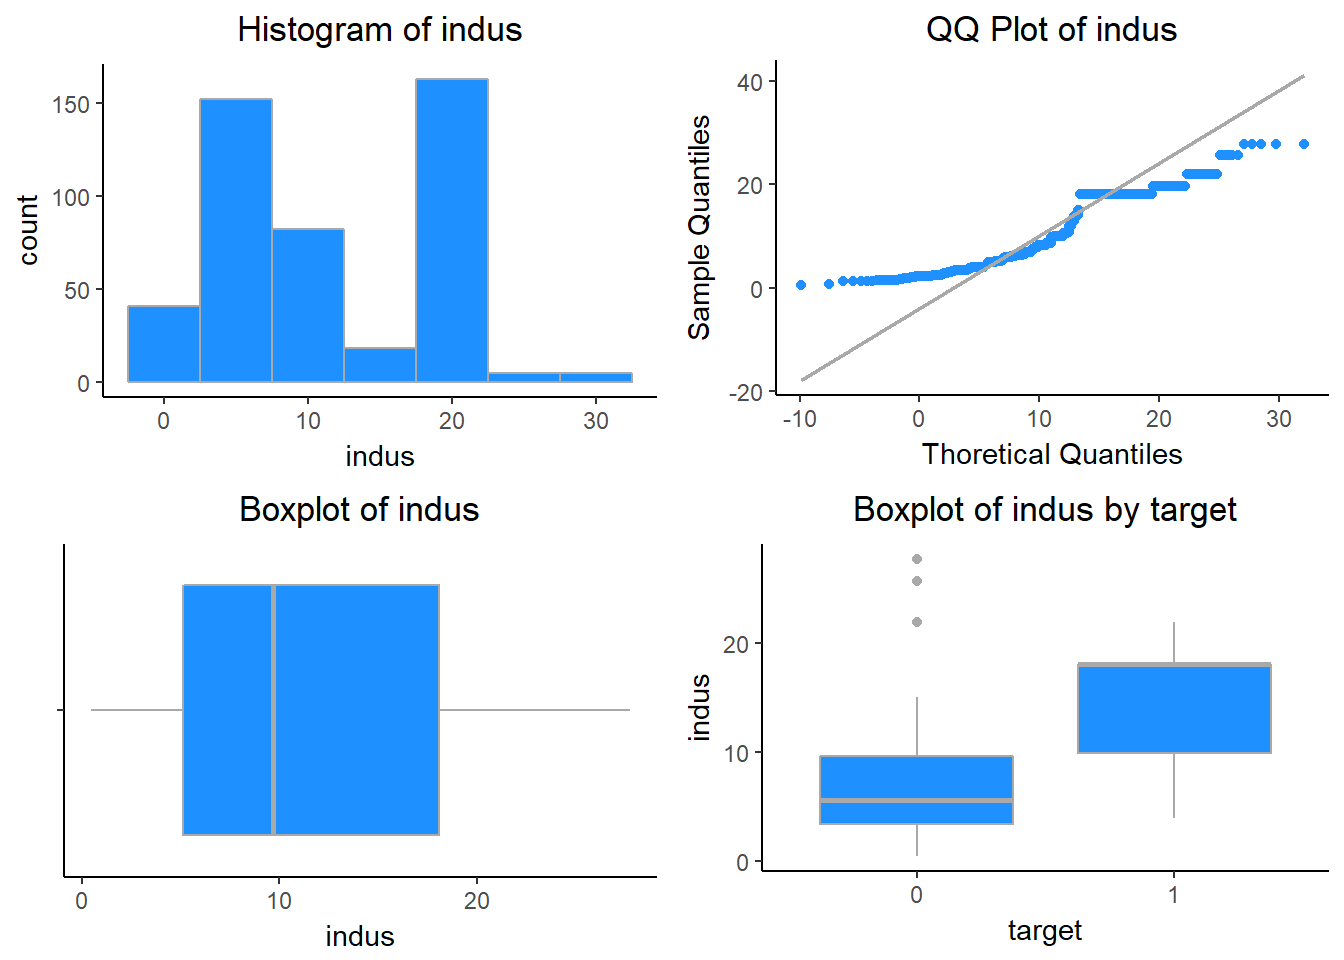 Histogram of indus
150
100
50
0
count
0 10 20 30
indus
QQ Plot of indus
40
20
0
-20
Sample Quantiles
-10 0 10 20 30
Thoretical Quantiles
Boxplot of indus
0 10 20
indus
Boxplot of indus by target
20
10
0
indus
0 1
target